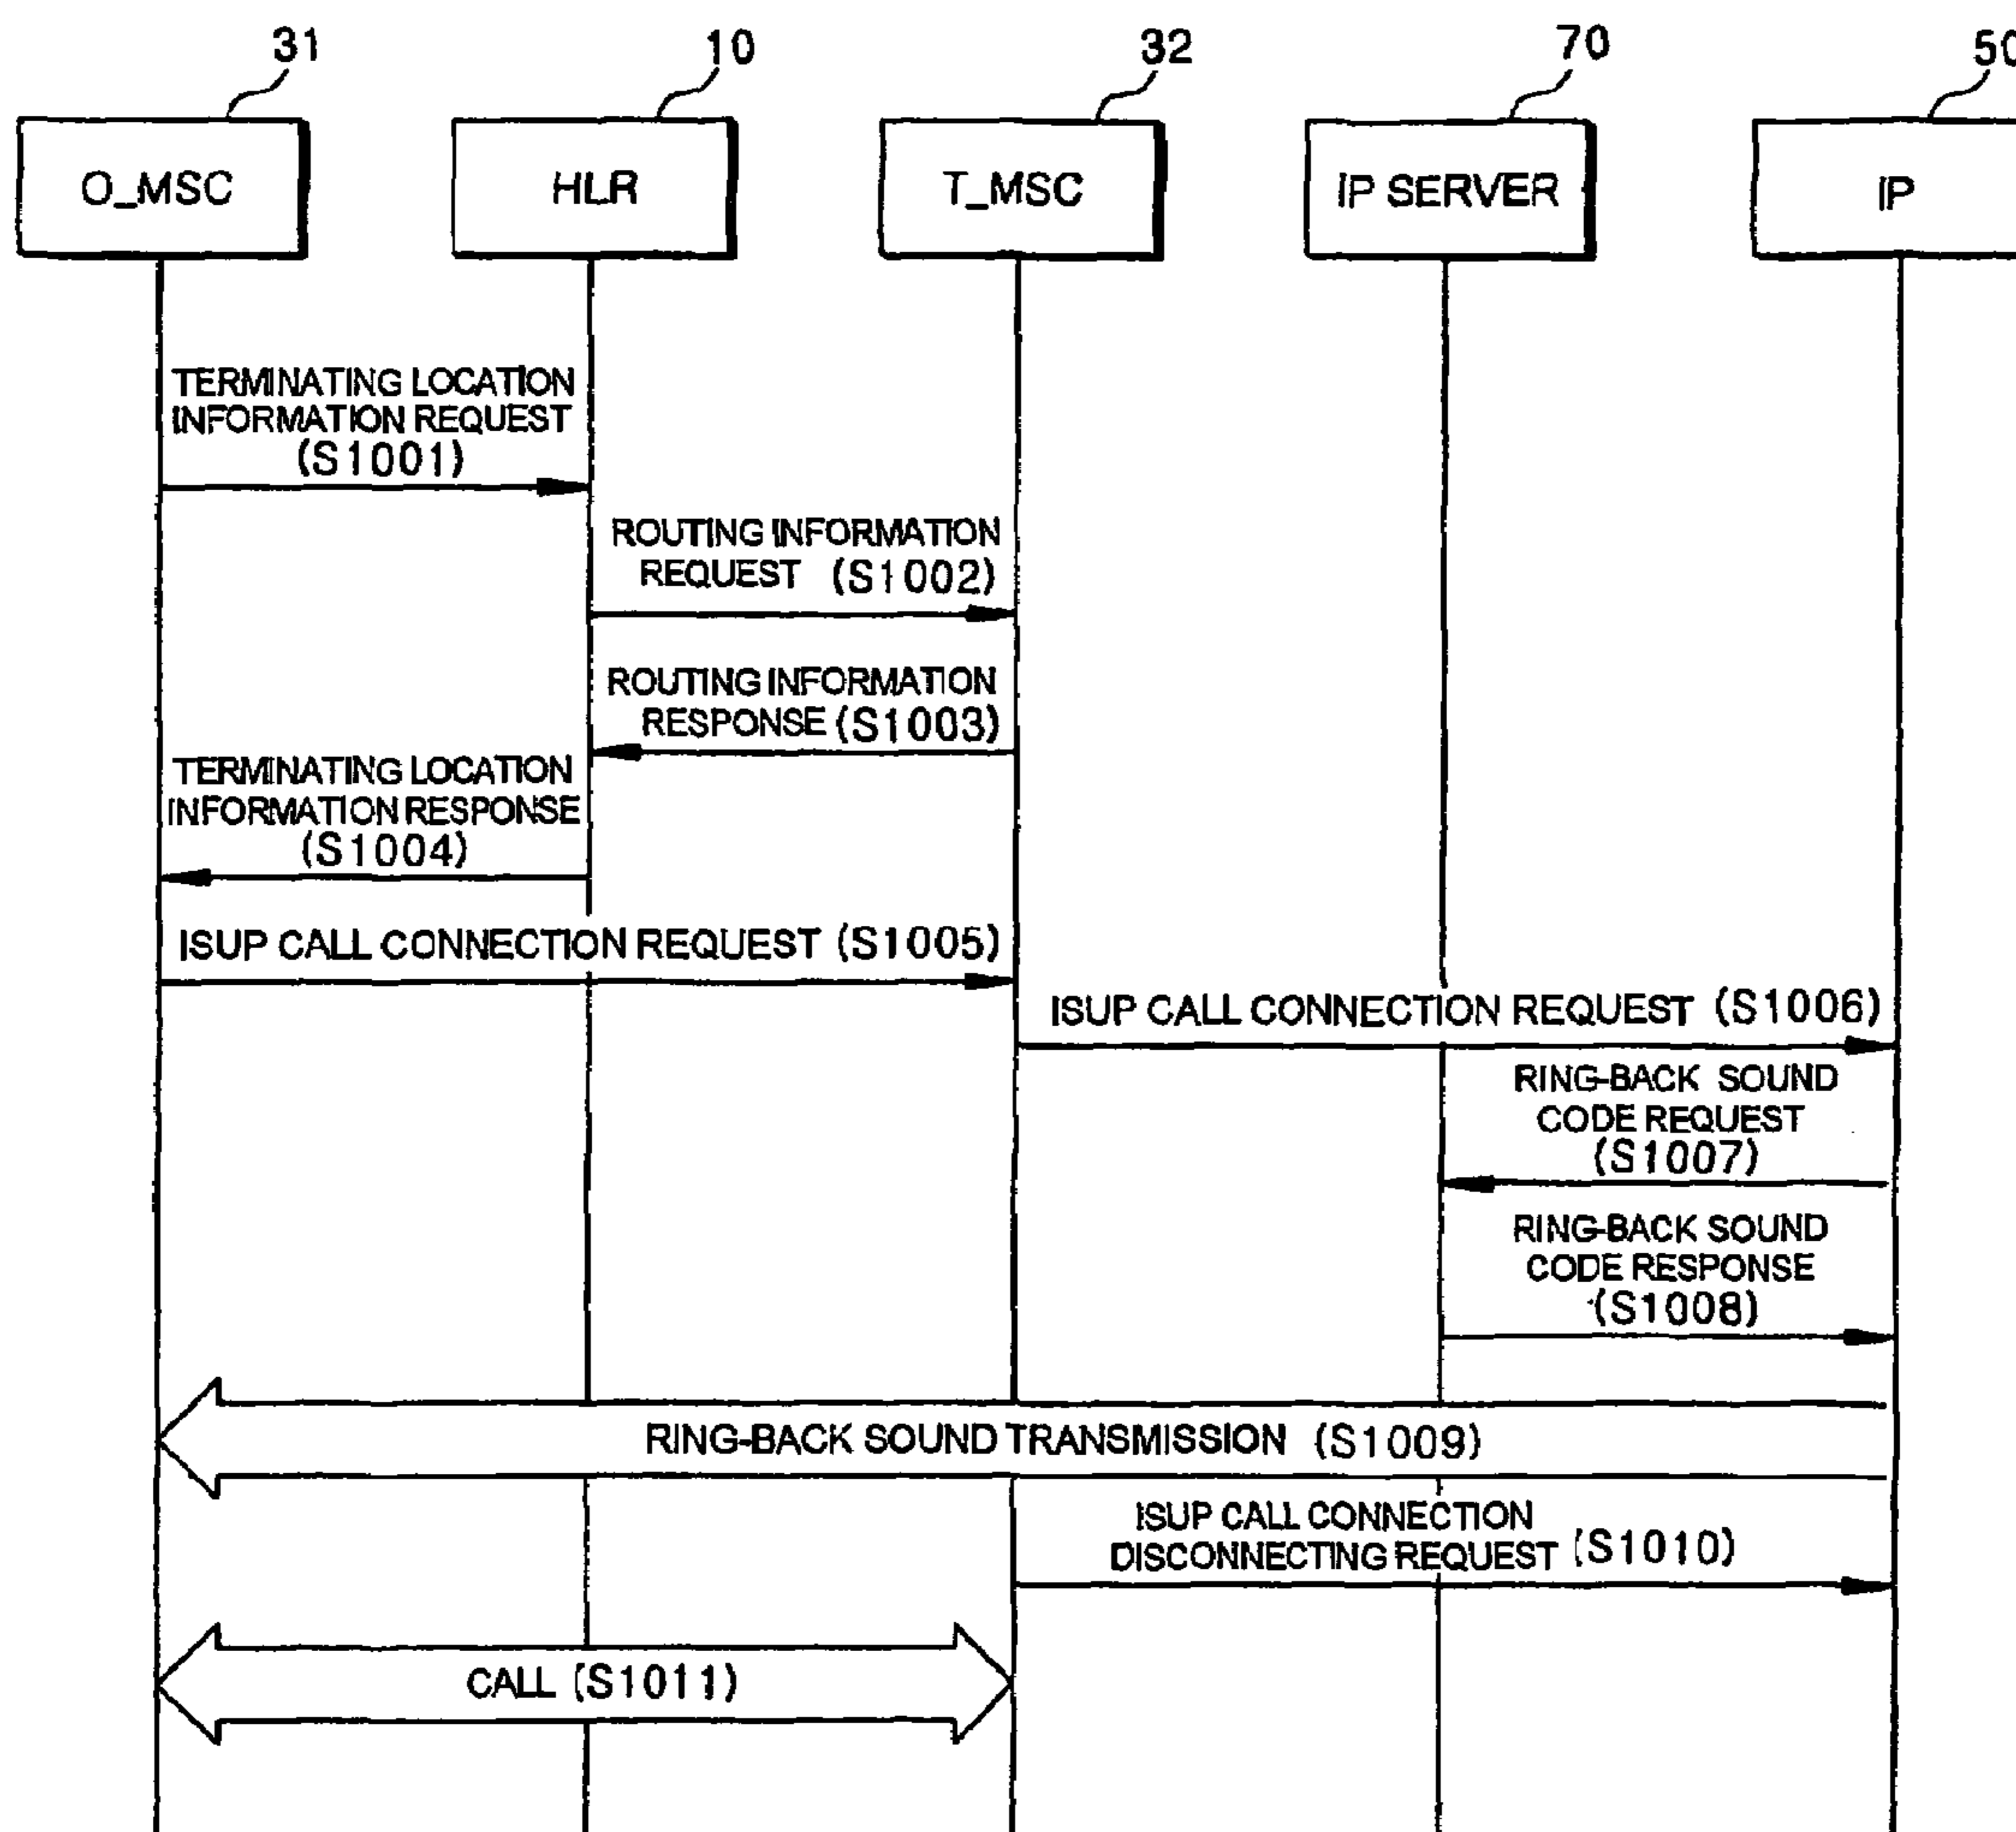 31
10
32
70
50
O_MSC
HLR
T_MSC
IP SERVER
IP
TERMINATING LOCATION
INFORMATION REQUEST
(S1001)
ROUTING INFORMATION
REQUEST (S1002)
ROUTING INFORMATION
RESPONSE (S1003)
TERMINATING LOCATION
INFORMATION RESPONSE
(S1004)
ISUP CALL CONNECTION REQUEST (S1005)
ISUP CALL CONNECTION REQUEST (S1006)
RING-BACK SOUND
CODE REQUEST
(S1007)
RING-BACK SOUND
CODE RESPONSE
(S1008)
RING-BACK SOUND TRANSMISSION (S1009)
ISUP CALL CONNECTION
DISCONNECTING REQUEST (S1010)
CALL (S1011)